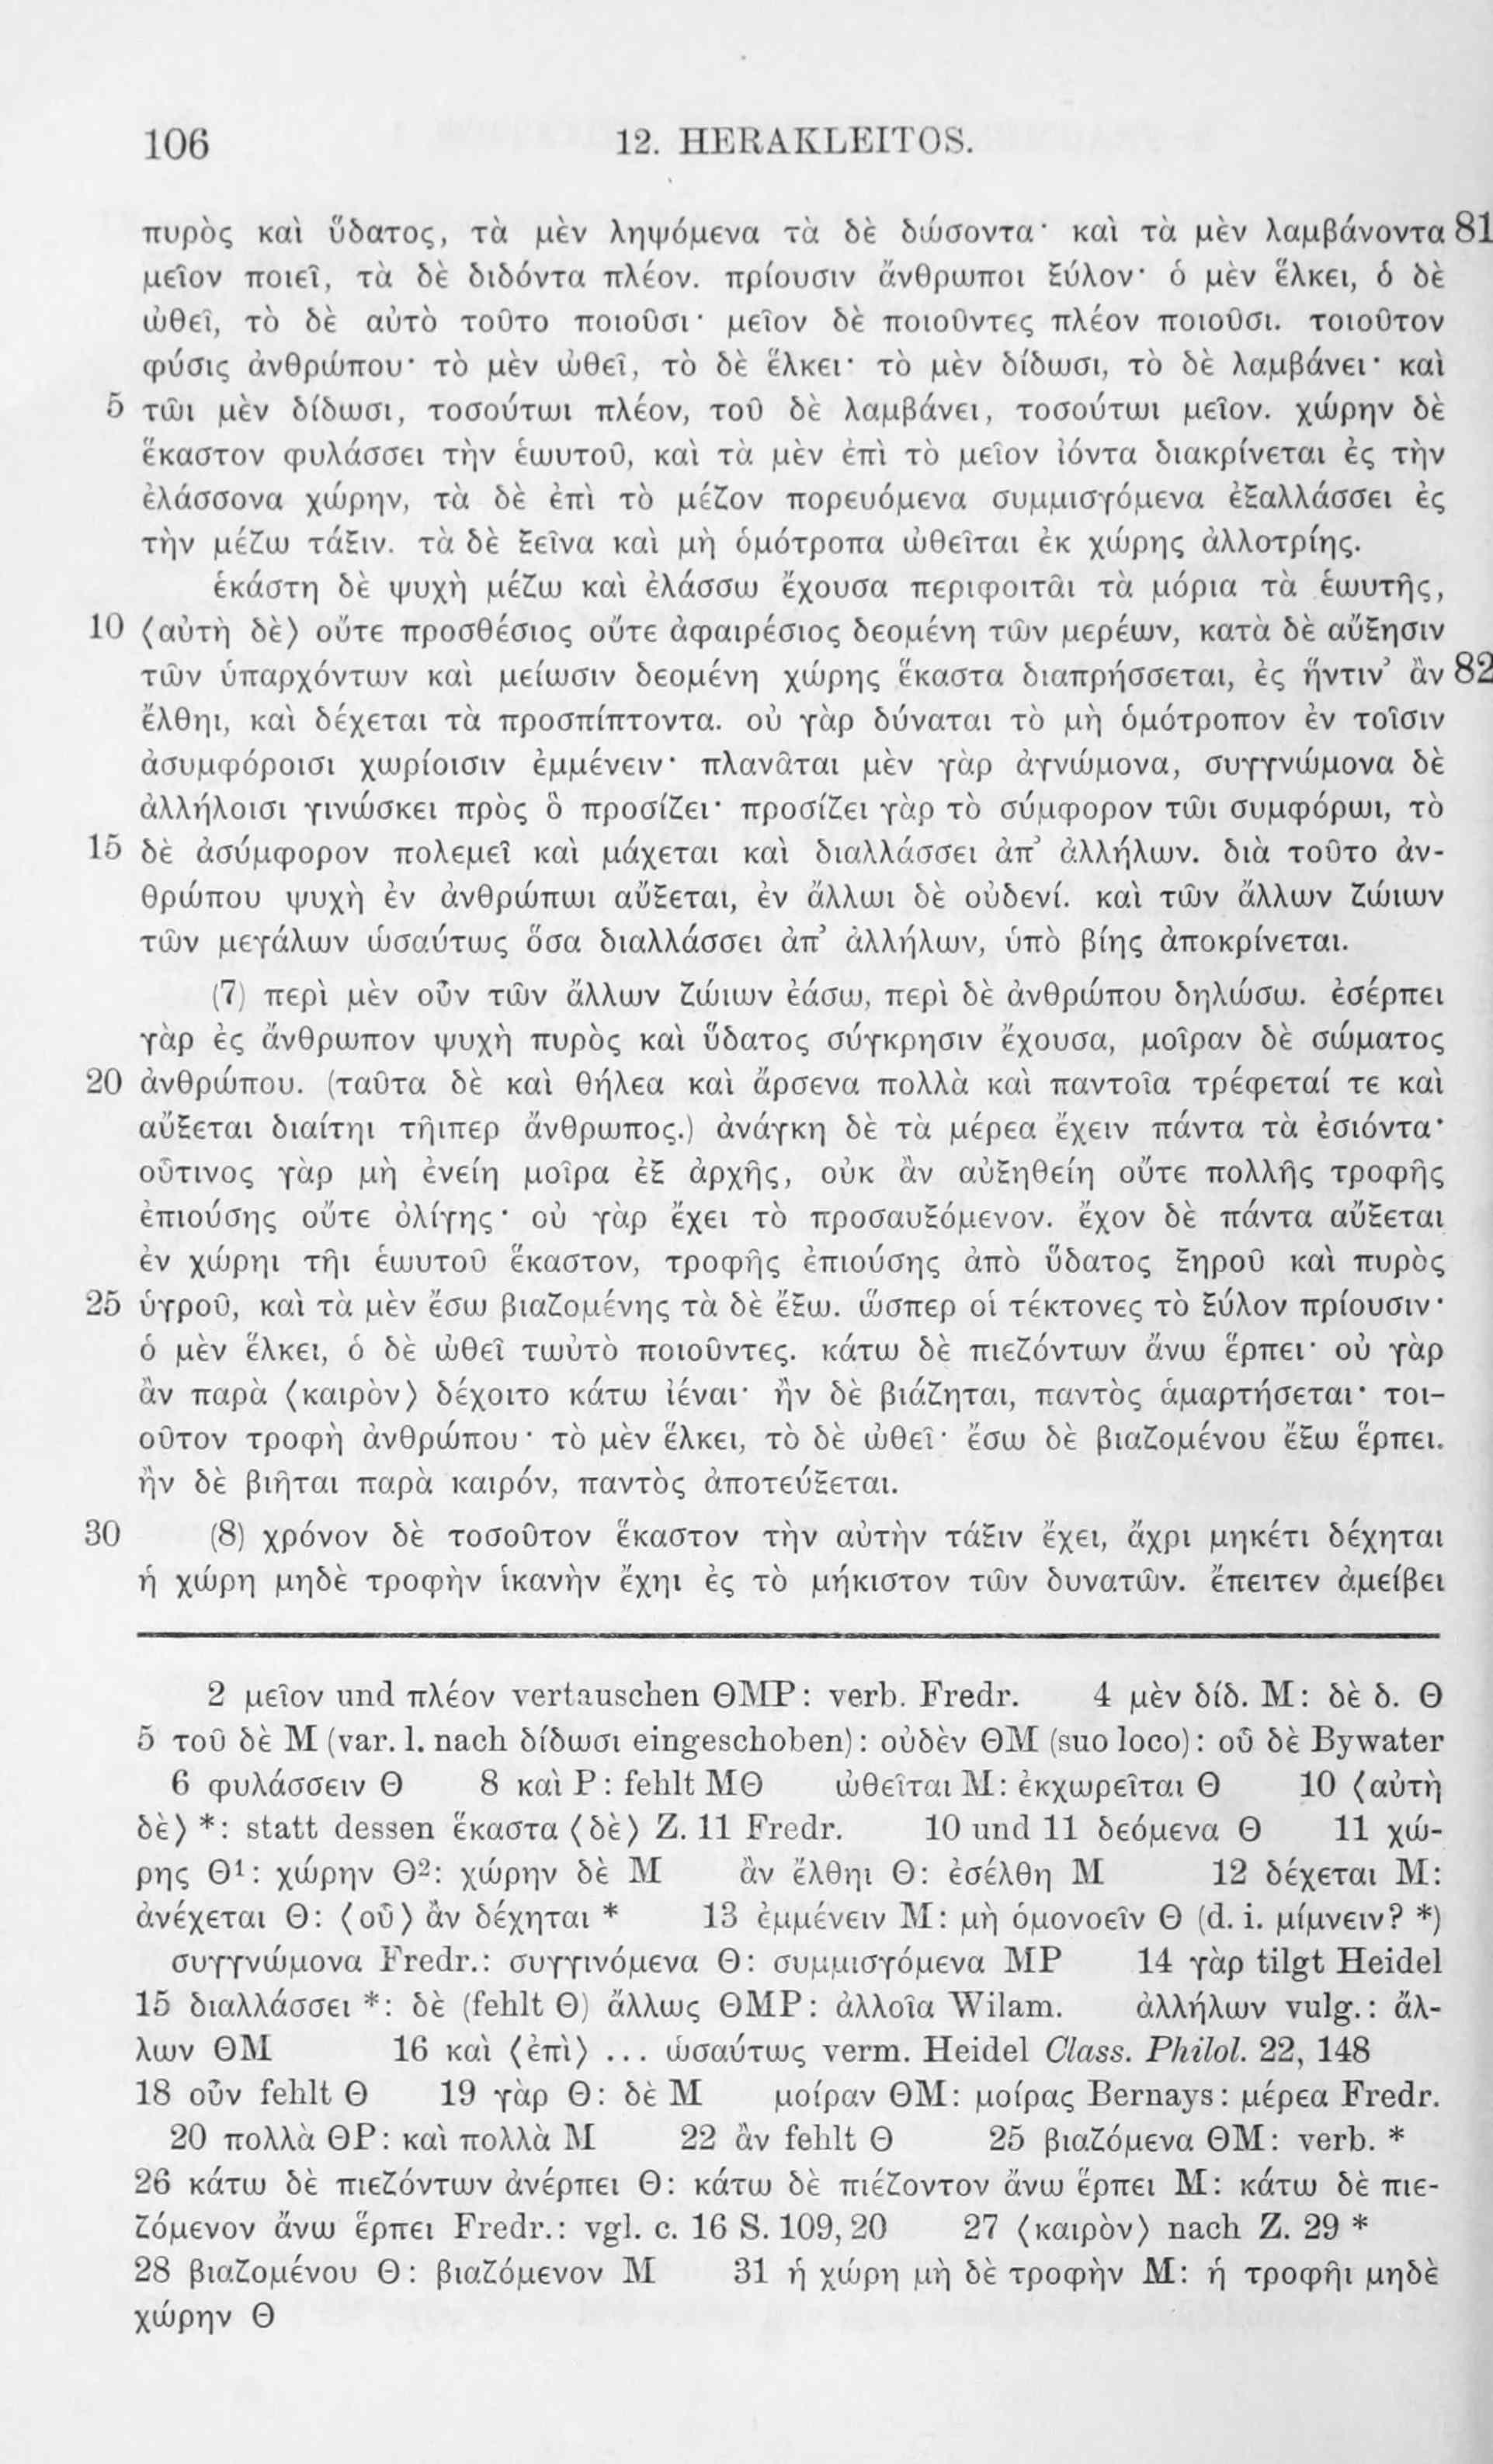 106 12. HERAKLEITOS.
πυρὸς καὶ ὕδατος, τὰ μὲν ληψόμενα τὰ δὲ δώσοντα· καὶ τὰ μὲν λαμβάνοντα 81
μεῖον ποιεῖ, τὰ δὲ διδόντα πλέον. πρίουσιν ἄνθρωποι ξύλον· ὁ μὲν ἕλκει, ὁ δὲ
ὠθεῖ, τὸ δὲ αὐτὸ τοῦτο ποιοῦσι· μεῖον δὲ ποιοῦντες πλέον ποιοῦσι. τοιοῦτον
φύσις ἀνθρώπου· τὸ μὲν ὠθεῖ, τὸ δὲ ἕλκει· τὸ μὲν δίδωσι, τὸ δὲ λαμβάνει· καὶ
5 τῶι μὲν δίδωσι, τοσούτωι πλέον, τοῦ δὲ λαμβάνει, τοσούτωι μεῖον. χώρην δὲ
ἕκαστον φυλάσσει τὴν ἑωυτοῦ, καὶ τὰ μὲν ἐπὶ τὸ μεῖον ἰόντα διακρίνεται ἐς τὴν
ἐλάσσονα χώρην, τὰ δὲ ἐπὶ τὸ μέζον πορευόμενα συμμισγόμενα ἐξαλλάσσει ἐς
τὴν μέζω τάξιν. τὰ δὲ ξεῖνα καὶ μὴ ὁμότροπα ὠθεῖται ἐκ χώρης ἀλλοτρίης.
ἑκάστη δὲ ψυχὴ μέζω καὶ ἐλάσσω ἔχουσα περιφοιτᾶι τὰ μόρια τὰ ἑωυτῆς,
10 ⟨αὐτὴ δὲ⟩ οὔτε προσθέσιος οὔτε ἀφαιρέσιος δεομένη τῶν μερέων, κατὰ δὲ αὔξησιν
τῶν ὑπαρχόντων καὶ μείωσιν δεομένη χώρης ἕκαστα διαπρήσσεται, ἐς ἥντιν’ ἂν 82
ἔλθηι, καὶ δέχεται τὰ προσπίπτοντα. οὐ γὰρ δύναται τὸ μὴ ὁμότροπον ἐν τοῖσιν
ἀσυμφόροισι χωρίοισιν ἐμμένειν· πλανᾶται μὲν γὰρ ἀγνώμονα, συγγνώμονα δὲ
ἀλλήλοισι γινώσκει πρὸς ὃ προσίζει· προσίζει γὰρ τὸ σύμφορον τῶι συμφόρωι, τὸ
15 δὲ ἀσύμφορον πολεμεῖ καὶ μάχεται καὶ διαλλάσσει ἀπ’ ἀλλήλων. διὰ τοῦτο ἀν-
θρώπου ψυχὴ ἐν ἀνθρώπωι αὔξεται, ἐν ἄλλωι δὲ οὐδενί. καὶ τῶν ἄλλων ζώιων
τῶν μεγάλων ὡσαύτως ὅσα διαλλάσσει ἀπ’ ἀλλήλων, ὑπὸ βίης ἀποκρίνεται.
(7) περὶ μὲν οὖν τῶν ἄλλων ζώιων ἐάσω, περὶ δὲ ἀνθρώπου δηλώσω. ἐσέρπει
γὰρ ἐς ἄνθρωπον ψυχὴ πυρὸς καὶ ὕδατος σύγκρησιν ἔχουσα, μοῖραν δὲ σώματος
20 ἀνθρώπου. (ταῦτα δὲ καὶ θήλεα καὶ ἄρσενα πολλὰ καὶ παντοῖα τρέφεταί τε καὶ
αὔξεται διαίτηι τῆιπερ ἄνθρωπος.) ἀνάγκη δὲ τὰ μέρεα ἔχειν πάντα τὰ ἐσιόντα·
οὗτινος γὰρ μὴ ἐνείη μοῖρα ἐξ ἀρχῆς, οὐκ ἂν αὐξηθείη οὔτε πολλῆς τροφῆς
ἐπιούσης οὔτε ὀλίγης· οὐ γὰρ ἔχει τὸ προσαυξόμενον. ἔχον δὲ πάντα αὔξεται
ἐν χώρηι τῆι ἑωυτοῦ ἕκαστον, τροφῆς ἐπιούσης ἀπὸ ὕδατος ξηροῦ καὶ πυρὸς
25 ὑγροῦ, καὶ τὰ μὲν ἔσω βιαζομένης τὰ δὲ ἔξω. ὥσπερ οἱ τέκτονες τὸ ξύλον πρίουσιν·
ὁ μὲν ἕλκει, ὁ δὲ ὠθεῖ τωὐτὸ ποιοῦντες. κάτω δὲ πιεζόντων ἄνω ἕρπει· οὐ γὰρ
ἂν παρὰ ⟨καιρὸν⟩ δέχοιτο κάτω ἰέναι· ἢν δὲ βιάζηται, παντὸς ἁμαρτήσεται· τοι-
οῦτον τροφὴ ἀνθρώπου· τὸ μὲν ἕλκει, τὸ δὲ ὠθεῖ· ἔσω δὲ βιαζομένου ἔξω ἕρπει.
ἢν δὲ βιῆται παρὰ καιρόν, παντὸς ἀποτεύξεται.
30 (8) χρόνον δὲ τοσοῦτον ἕκαστον τὴν αὐτὴν τάξιν ἔχει, ἄχρι μηκέτι δέχηται
ἡ χώρη μηδὲ τροφὴν ἱκανὴν ἔχηι ἐς τὸ μήκιστον τῶν δυνατῶν. ἔπειτεν ἀμείβει
2 μεῖον und πλέον vertauschen ΘMP: verb. Fredr. 4 μὲν δίδ. M: δὲ δ. Θ
5 τοῦ δὲ M (var. l. nach δίδωσι eingeschoben): οὐδὲν ΘM (suo loco): οὗ δὲ Bywater
6 φυλάσσειν Θ 8 καὶ P: fehlt MΘ ὠθεῖται M: ἐκχωρεῖται Θ 10 ⟨αὐτὴ
δὲ⟩ *: statt dessen ἕκαστα ⟨δὲ⟩ Z. 11 Fredr. 10 und 11 δεόμενα Θ 11 χώ-
ρης Θ¹: χώρην Θ²: χώρην δὲ M ἂν ἔλθηι Θ: ἐσέλθη M 12 δέχεται M:
ἀνέχεται Θ: ⟨οὗ⟩ ἂν δέχηται * 13 ἐμμένειν M: μὴ ὁμονοεῖν Θ (d. i. μίμνειν? *)
συγγνώμονα Fredr.: συγγινόμενα Θ: συμμισγόμενα MP 14 γὰρ tilgt Heidel
15 διαλλάσσει *: δὲ (fehlt Θ) ἄλλως ΘMP: ἀλλοῖα Wilam. ἀλλήλων vulg.: ἄλ-
λων ΘM 16 καὶ ⟨ἐπὶ⟩ ... ὡσαύτως verm. Heidel Class. Philol. 22, 148
18 οὖν fehlt Θ 19 γὰρ Θ: δὲ M μοίραν ΘM: μοίρας Bernays: μέρεα Fredr.
20 πολλὰ ΘP: καὶ πολλὰ M 22 ἂν fehlt Θ 25 βιαζόμενα ΘM: verb. *
26 κάτω δὲ πιεζόντων ἀνέρπει Θ: κάτω δὲ πιέζοντον ἄνω ἕρπει M: κάτω δὲ πιε-
ζόμενον ἄνω ἕρπει Fredr.: vgl. c. 16 S. 109, 20 27 ⟨καιρὸν⟩ nach Z. 29 *
28 βιαζομένου Θ: βιαζόμενον M 31 ἡ χώρη μὴ δὲ τροφὴν M: ἡ τροφῆι μηδὲ
χώρην Θ